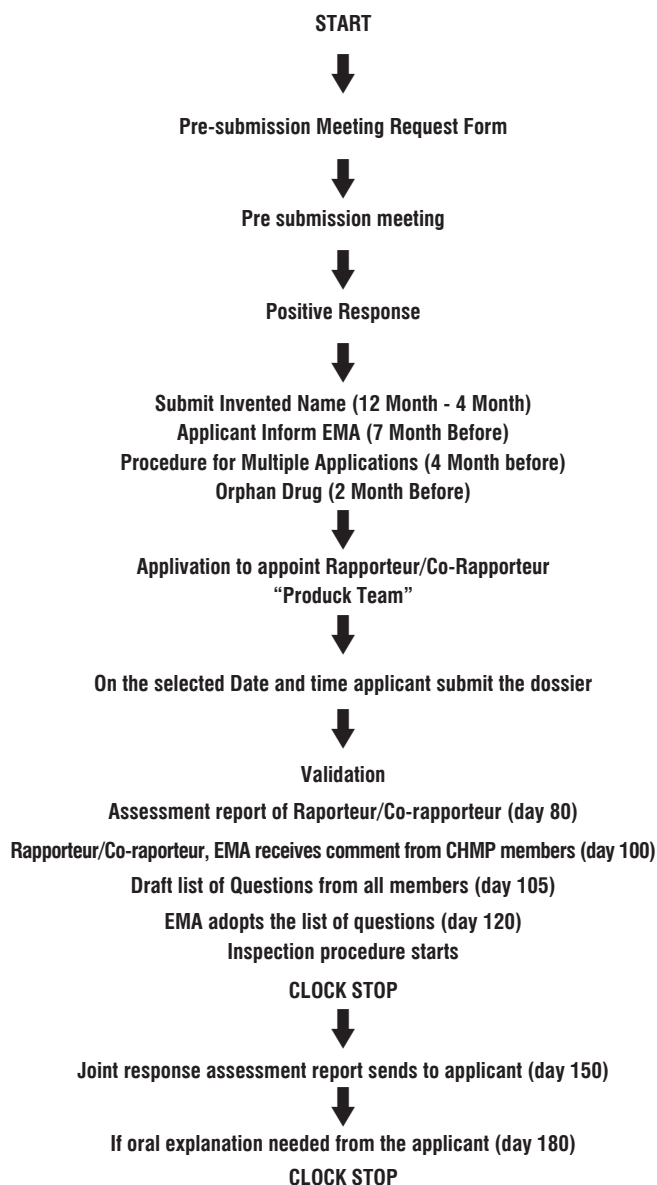 START
Pre-submission Meeting Request Form
Pre submission meeting
Positive Response
Submit Invented Name (12 Month - 4 Month)
Applicant Inform EMA (7 Month Before)
Procedure for Multiple Applications (4 Month before)
Orphan Drug (2 Month Before)
Applivation to appoint Rapporteur/Co-Rapporteur
“Produck Team”
On the selected Date and time applicant submit the dossier
Validation
Assessment report of Raporteur/Co-rapporteur (day 80)
Rapporteur/Co-raporteur, EMA receives comment from CHMP members (day 100)
Draft list of Questions from all members (day 105)
EMA adopts the list of questions (day 120)
Inspection procedure starts
CLOCK STOP
Joint response assessment report sends to applicant (day 150)
If oral explanation needed from the applicant (day 180)
CLOCK STOP